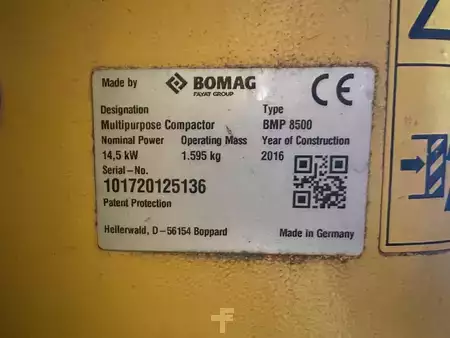 Made by BOMAG CE
FAYAT GROUP
Designation Type
Multipurpose Compactor BMP 8500
Nominal Power Operating Mass Year of Construction
14,5 kW 1.595 kg 2016
Serial-No.
101720125136
Patent Protection
Hellerwald, D-56154 Boppard Made in Germany